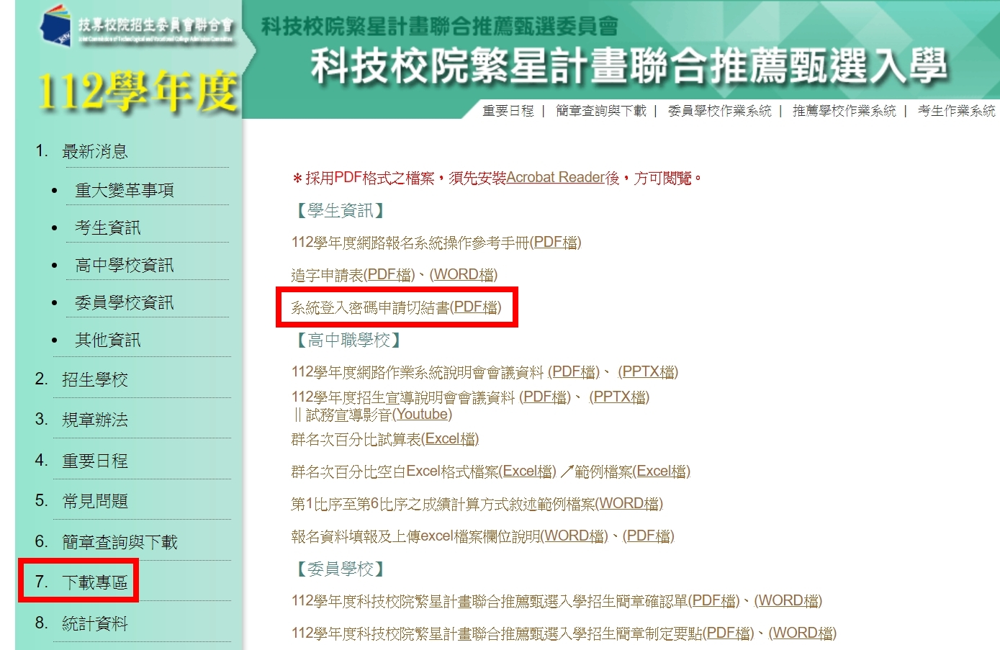 技專校院招生委員會聯合會
Joint Commission of Technological and Vocational College Admission Committee
112學年度
科技校院繁星計畫聯合推薦甄選委員會
科技校院繁星計畫聯合推薦甄選入學
重要日程 | 簡章查詢與下載 | 委員學校作業系統 | 推薦學校作業系統 | 考生作業系統
1. 最新消息
• 重大變革事項
• 考生資訊
• 高中學校資訊
• 委員學校資訊
• 其他資訊
2. 招生學校
3. 規章辦法
4. 重要日程
5. 常見問題
6. 簡章查詢與下載
7. 下載專區
8. 統計資料
＊採用PDF格式之檔案，須先安裝Acrobat Reader後，方可閱覽。
【學生資訊】
112學年度網路報名系統操作參考手冊(PDF檔)
造字申請表(PDF檔)、(WORD檔)
系統登入密碼申請切結書(PDF檔)
【高中職學校】
112學年度網路作業系統說明會會議資料 (PDF檔)、 (PPTX檔)
112學年度招生宣導說明會會議資料 (PDF檔)、 (PPTX檔)
∥試務宣導影音(Youtube)
群名次百分比試算表(Excel檔)
群名次百分比空白Excel格式檔案(Excel檔) ／範例檔案(Excel檔)
第1比序至第6比序之成績計算方式敘述範例檔案(WORD檔)
報名資料填報及上傳excel檔案欄位說明(WORD檔)、(PDF檔)
【委員學校】
112學年度科技校院繁星計畫聯合推薦甄選入學招生簡章確認單(PDF檔)、(WORD檔)
112學年度科技校院繁星計畫聯合推薦甄選入學招生簡章制定要點(PDF檔)、(WORD檔)